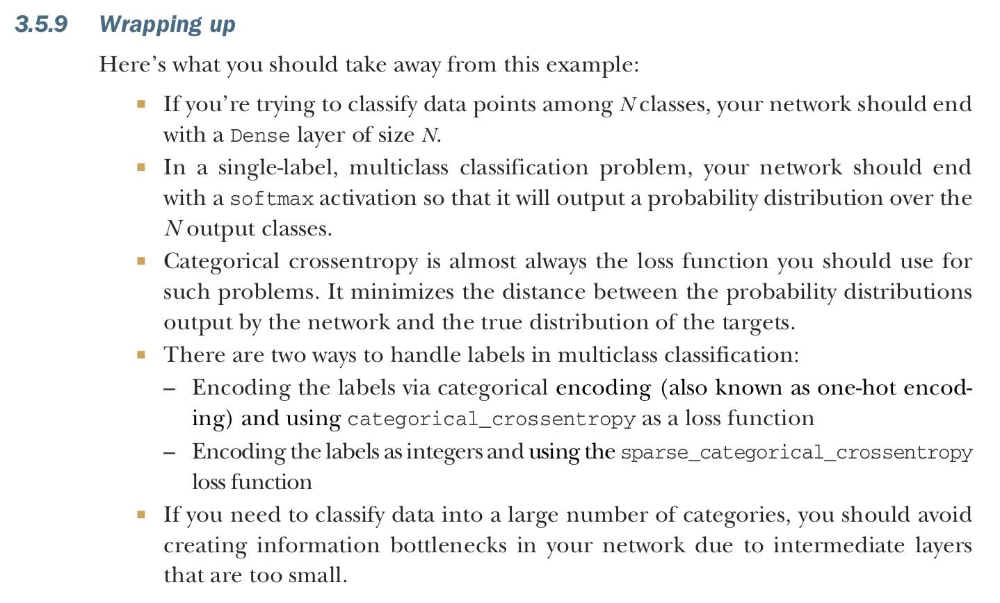 3.5.9 Wrapping up
Here's what you should take away from this example:
■ If you're trying to classify data points among N classes, your network should end
with a Dense layer of size N.
■ In a single-label, multiclass classification problem, your network should end
with a softmax activation so that it will output a probability distribution over the
N output classes.
■ Categorical crossentropy is almost always the loss function you should use for
such problems. It minimizes the distance between the probability distributions
output by the network and the true distribution of the targets.
■ There are two ways to handle labels in multiclass classification:
– Encoding the labels via categorical encoding (also known as one-hot encod-
ing) and using categorical_crossentropy as a loss function
– Encoding the labels as integers and using the sparse_categorical_crossentropy
loss function
■ If you need to classify data into a large number of categories, you should avoid
creating information bottlenecks in your network due to intermediate layers
that are too small.